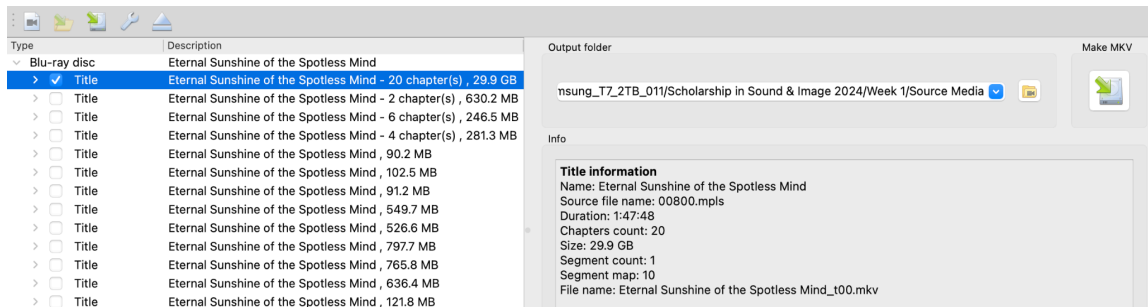 Type Description
Blu-ray disc Eternal Sunshine of the Spotless Mind
Title Eternal Sunshine of the Spotless Mind - 20 chapter(s) , 29.9 GB
Title Eternal Sunshine of the Spotless Mind - 2 chapter(s) , 630.2 MB
Title Eternal Sunshine of the Spotless Mind - 6 chapter(s) , 246.5 MB
Title Eternal Sunshine of the Spotless Mind - 4 chapter(s) , 281.3 MB
Title Eternal Sunshine of the Spotless Mind , 90.2 MB
Title Eternal Sunshine of the Spotless Mind , 102.5 MB
Title Eternal Sunshine of the Spotless Mind , 91.2 MB
Title Eternal Sunshine of the Spotless Mind , 549.7 MB
Title Eternal Sunshine of the Spotless Mind , 526.6 MB
Title Eternal Sunshine of the Spotless Mind , 797.7 MB
Title Eternal Sunshine of the Spotless Mind , 765.8 MB
Title Eternal Sunshine of the Spotless Mind , 636.4 MB
Title Eternal Sunshine of the Spotless Mind , 121.8 MB
Output folder
msung_T7_2TB_011/Scholarship in Sound & Image 2024/Week 1/Source Media
Make MKV
Info
Title information
Name: Eternal Sunshine of the Spotless Mind
Source file name: 00800.mpls
Duration: 1:47:48
Chapters count: 20
Size: 29.9 GB
Segment count: 1
Segment map: 10
File name: Eternal Sunshine of the Spotless Mind_t00.mkv